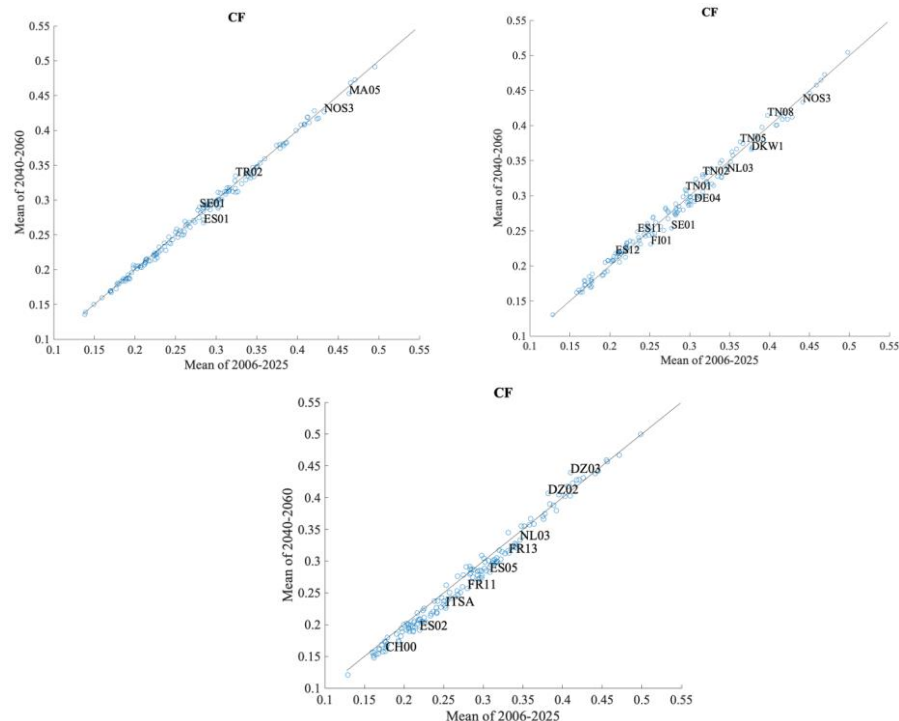 CF
Mean of 2040-2060
0.55
0.5
0.45
0.4
0.35
0.3
0.25
0.2
0.15
0.1
MA05
NOS3
TR02
SE01
ES01
0.1 0.15 0.2 0.25 0.3 0.35 0.4 0.45 0.5 0.55
Mean of 2006-2025
CF
Mean of 2040-2060
0.55
0.5
0.45
0.4
0.35
0.3
0.25
0.2
0.15
0.1
NOS3
TN08
TN05
DKW1
TN02 NL03
TN01
DE04
ES11 SE01
FI01
ES12
0.1 0.15 0.2 0.25 0.3 0.35 0.4 0.45 0.5 0.55
Mean of 2006-2025
CF
Mean of 2040-2060
0.55
0.5
0.45
0.4
0.35
0.3
0.25
0.2
0.15
0.1
DZ03
DZ02
NL03
FR13
ES05
FR11
ITSA
ES02
CH00
0.1 0.15 0.2 0.25 0.3 0.35 0.4 0.45 0.5 0.55
Mean of 2006-2025